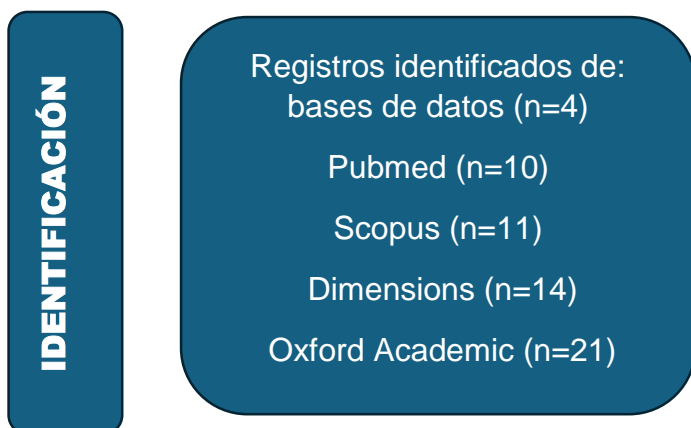 IDENTIFICACIÓN
Registros identificados de:
bases de datos (n=4)
Pubmed (n=10)
Scopus (n=11)
Dimensions (n=14)
Oxford Academic (n=21)